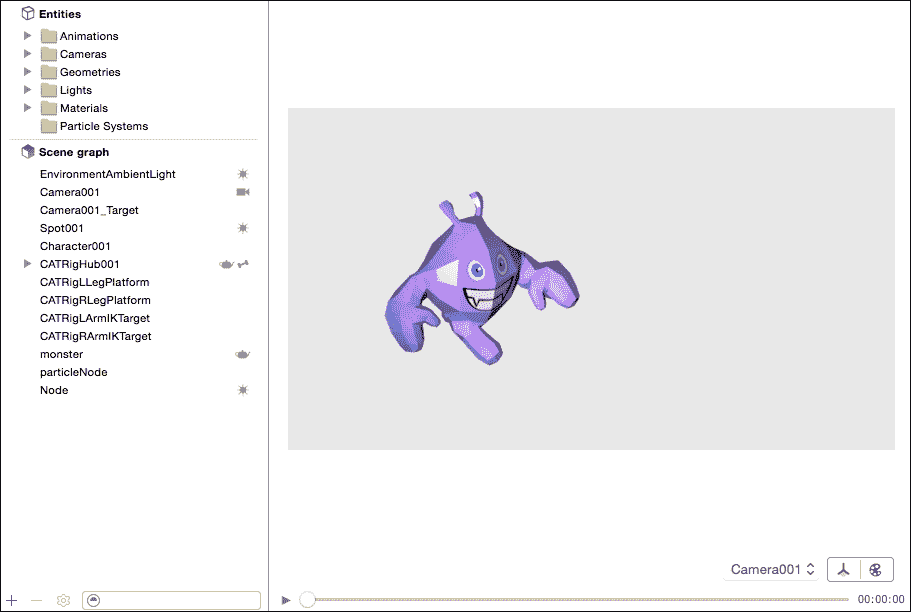 Entities
Animations
Cameras
Geometries
Lights
Materials
Particle Systems
Scene graph
EnvironmentAmbientLight
Camera001
Camera001_Target
Spot001
Character001
CATRigHub001
CATRigLLegPlatform
CATRigRLegPlatform
CATRigLArmIKTarget
CATRigRArmIKTarget
monster
particleNode
Node
Camera001
00:00:00